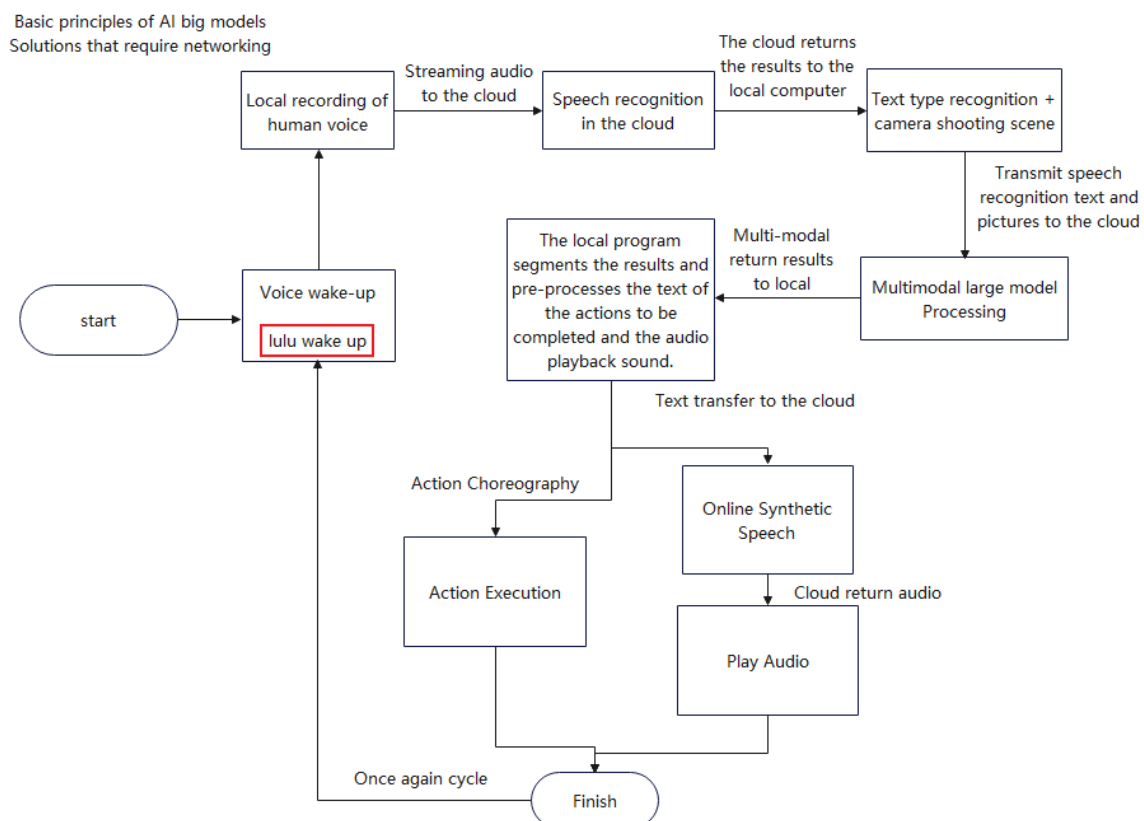 Basic principles of AI big models
Solutions that require networking
Local recording of
human voice
Streaming audio
to the cloud
Speech recognition
in the cloud
The cloud returns
the results to the
local computer
Text type recognition +
camera shooting scene
Transmit speech
recognition text and
pictures to the cloud
Multimodal large model
Processing
Multi-modal
return results
to local
The local program
segments the results and
pre-processes the text of
the actions to be
completed and the audio
playback sound.
start
Voice wake-up
lulu wake up
Text transfer to the cloud
Action Choreography
Action Execution
Online Synthetic
Speech
Cloud return audio
Play Audio
Once again cycle
Finish